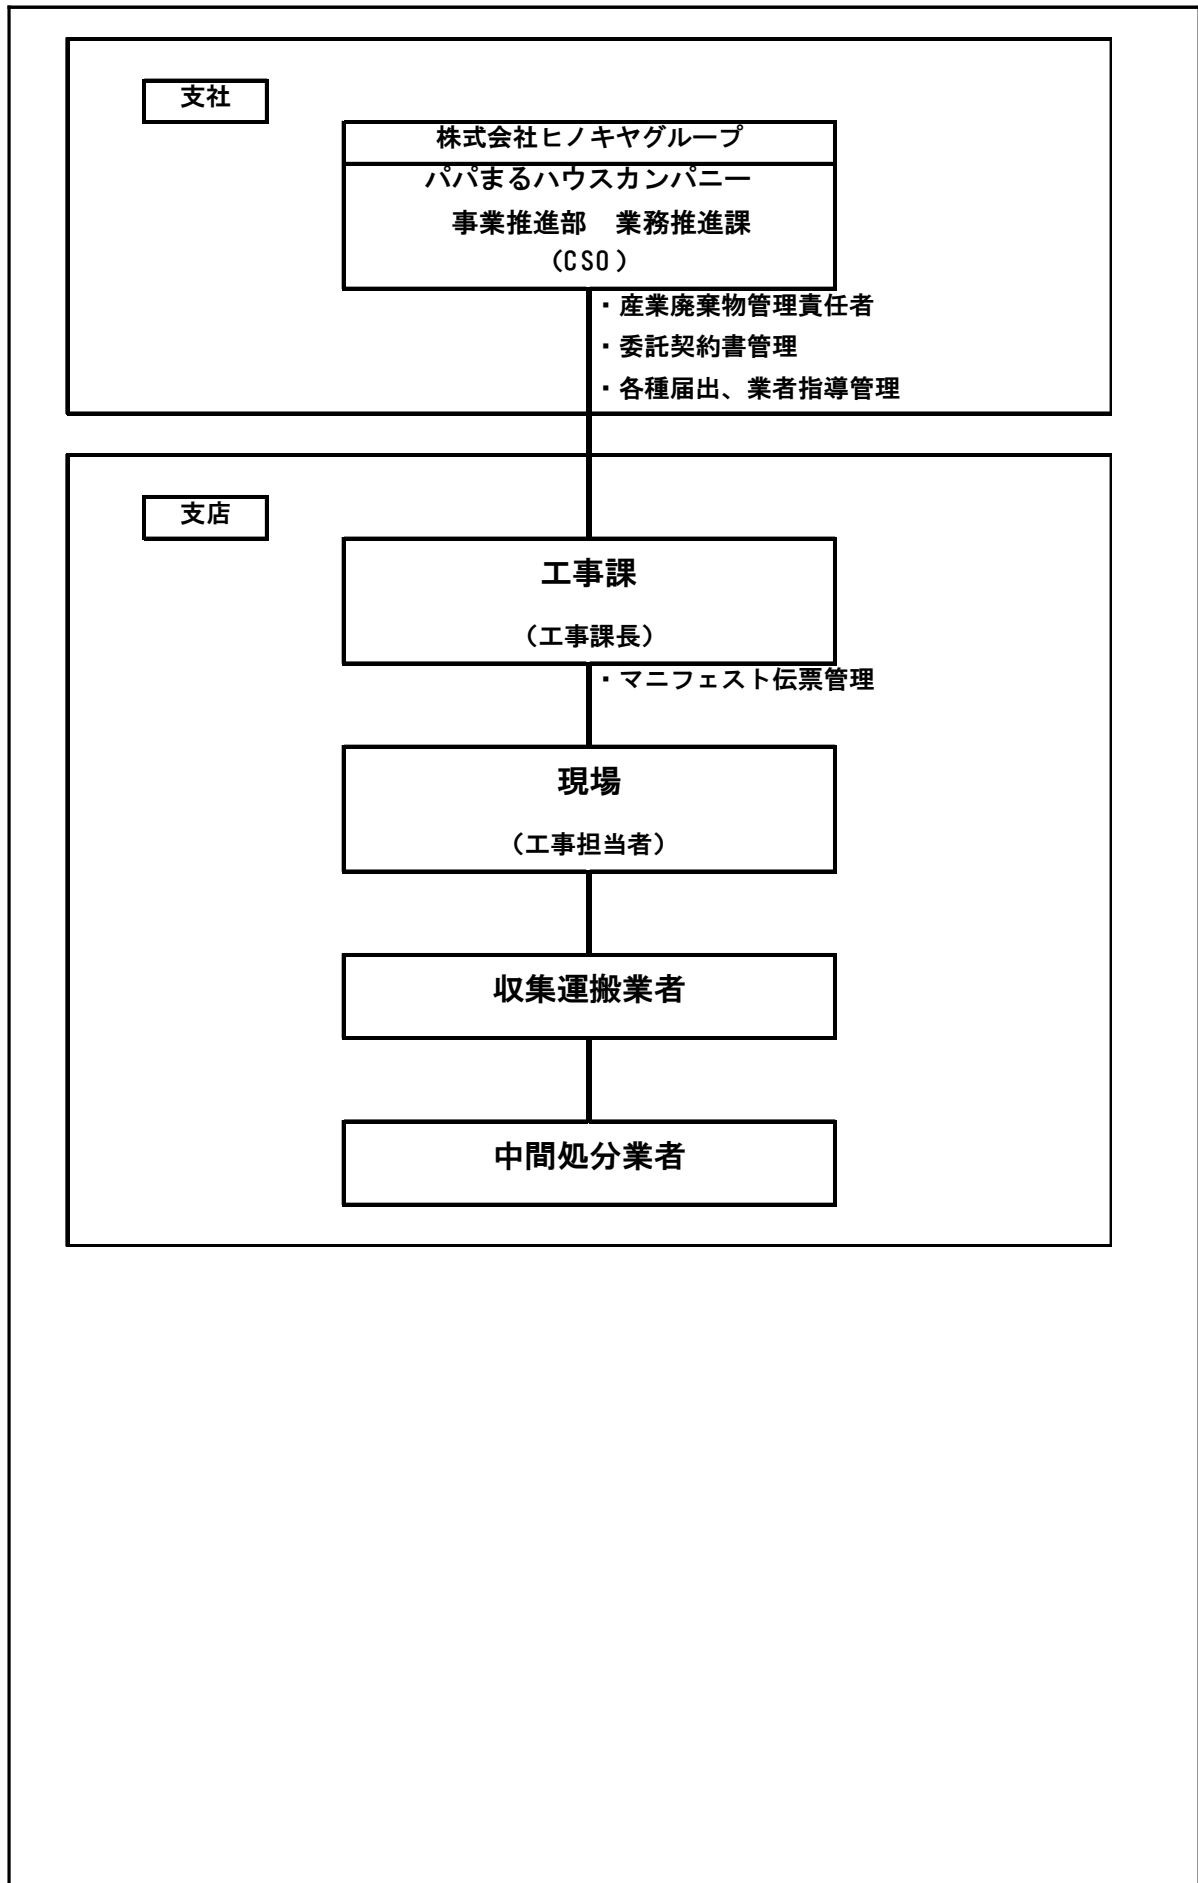 支社
株式会社ヒノキヤグループ
パパまるハウスカンパニー
事業推進部　業務推進課
(CSO)
・産業廃棄物管理責任者
・委託契約書管理
・各種届出、業者指導管理
支店
工事課
（工事課長）
・マニフェスト伝票管理
現場
（工事担当者）
収集運搬業者
中間処分業者